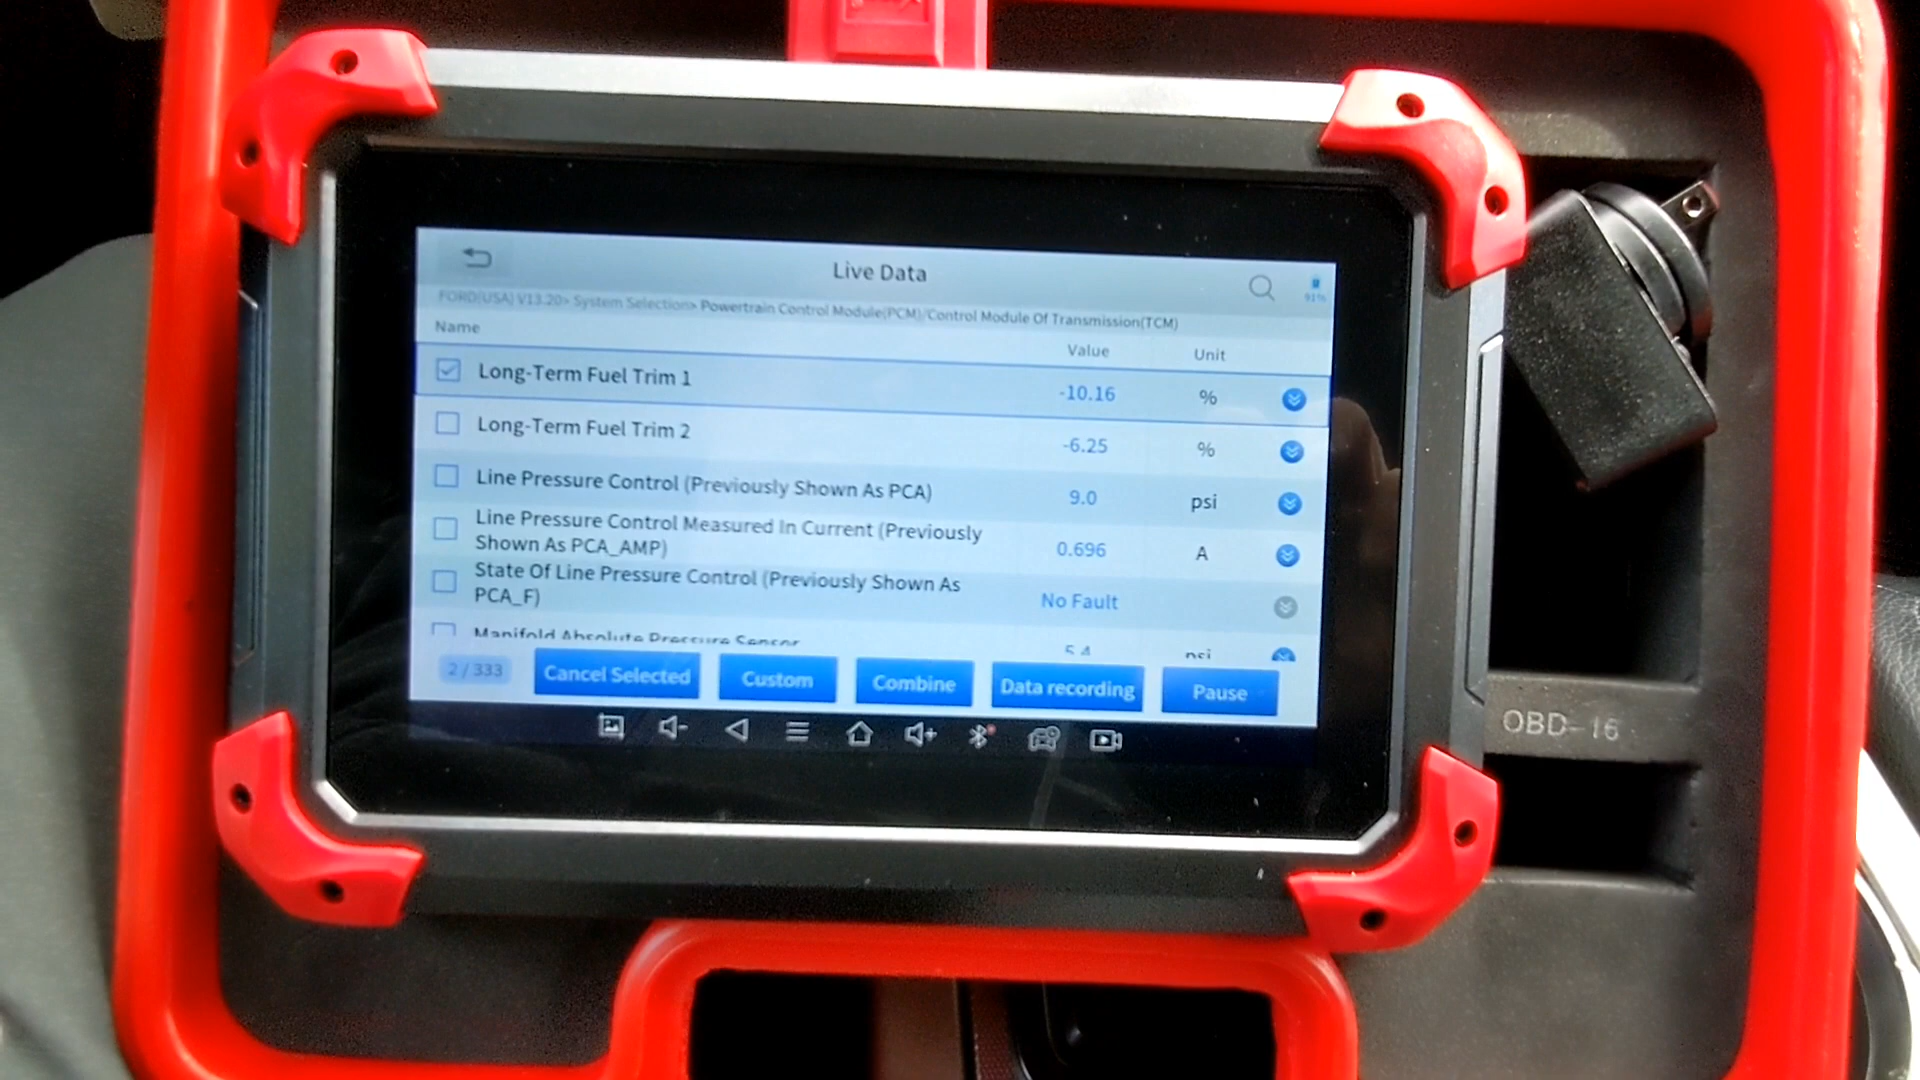 Live Data
91%
FORD(USA) V13.20> System Selection> Powertrain Control Module(PCM)/Control Module Of Transmission(TCM)
Name Value Unit
Long-Term Fuel Trim 1 -10.16 %
Long-Term Fuel Trim 2 -6.25 %
Line Pressure Control (Previously Shown As PCA) 9.0 psi
Line Pressure Control Measured In Current (Previously
Shown As PCA_AMP) 0.696 A
State Of Line Pressure Control (Previously Shown As
PCA_F) No Fault
Manifold Absolute Pressure Sensor 5.4 psi
2 / 333 Cancel Selected Custom Combine Data recording Pause
OBD-16